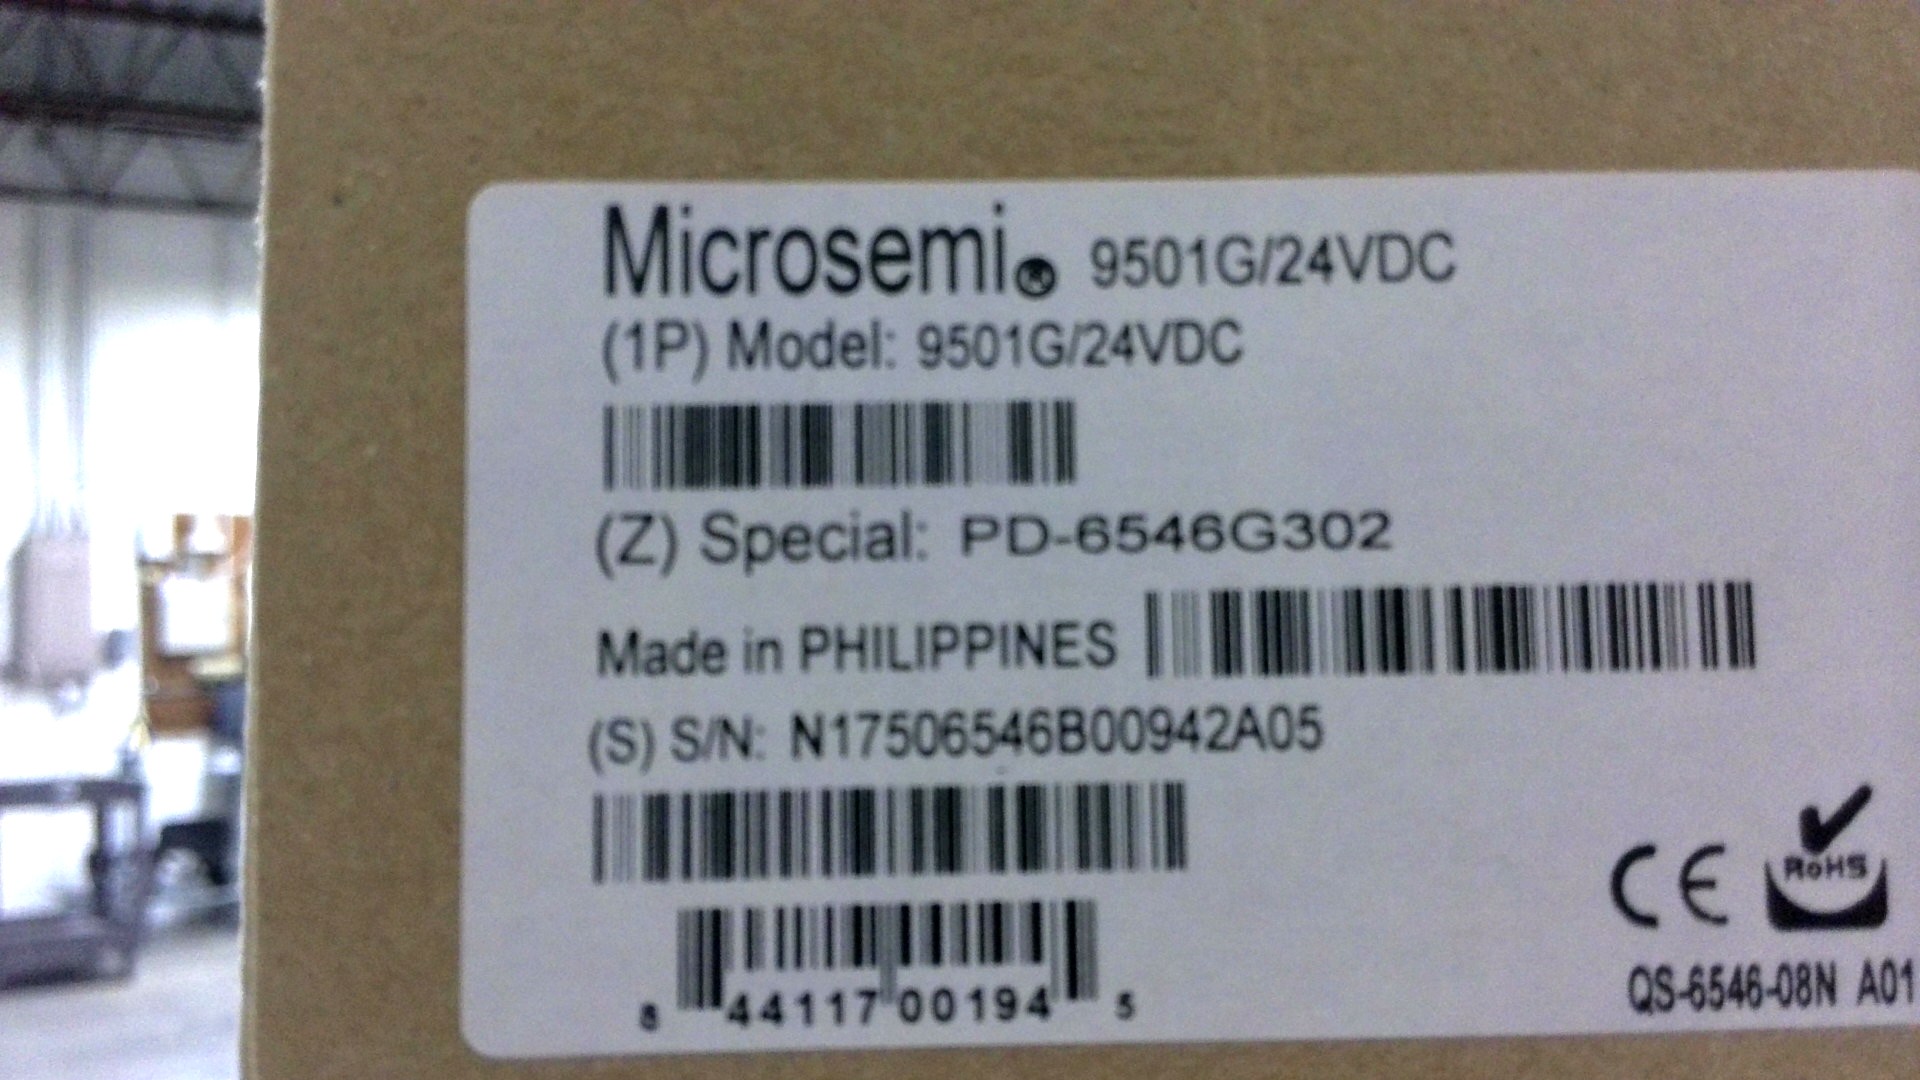 Microsemi® 9501G/24VDC
(1P) Model: 9501G/24VDC
(Z) Special: PD-6546G302
Made in PHILIPPINES
(S) S/N: N17506546B00942A05
8 44117 00194 5
CE RoHS
QS-6546-08N A01